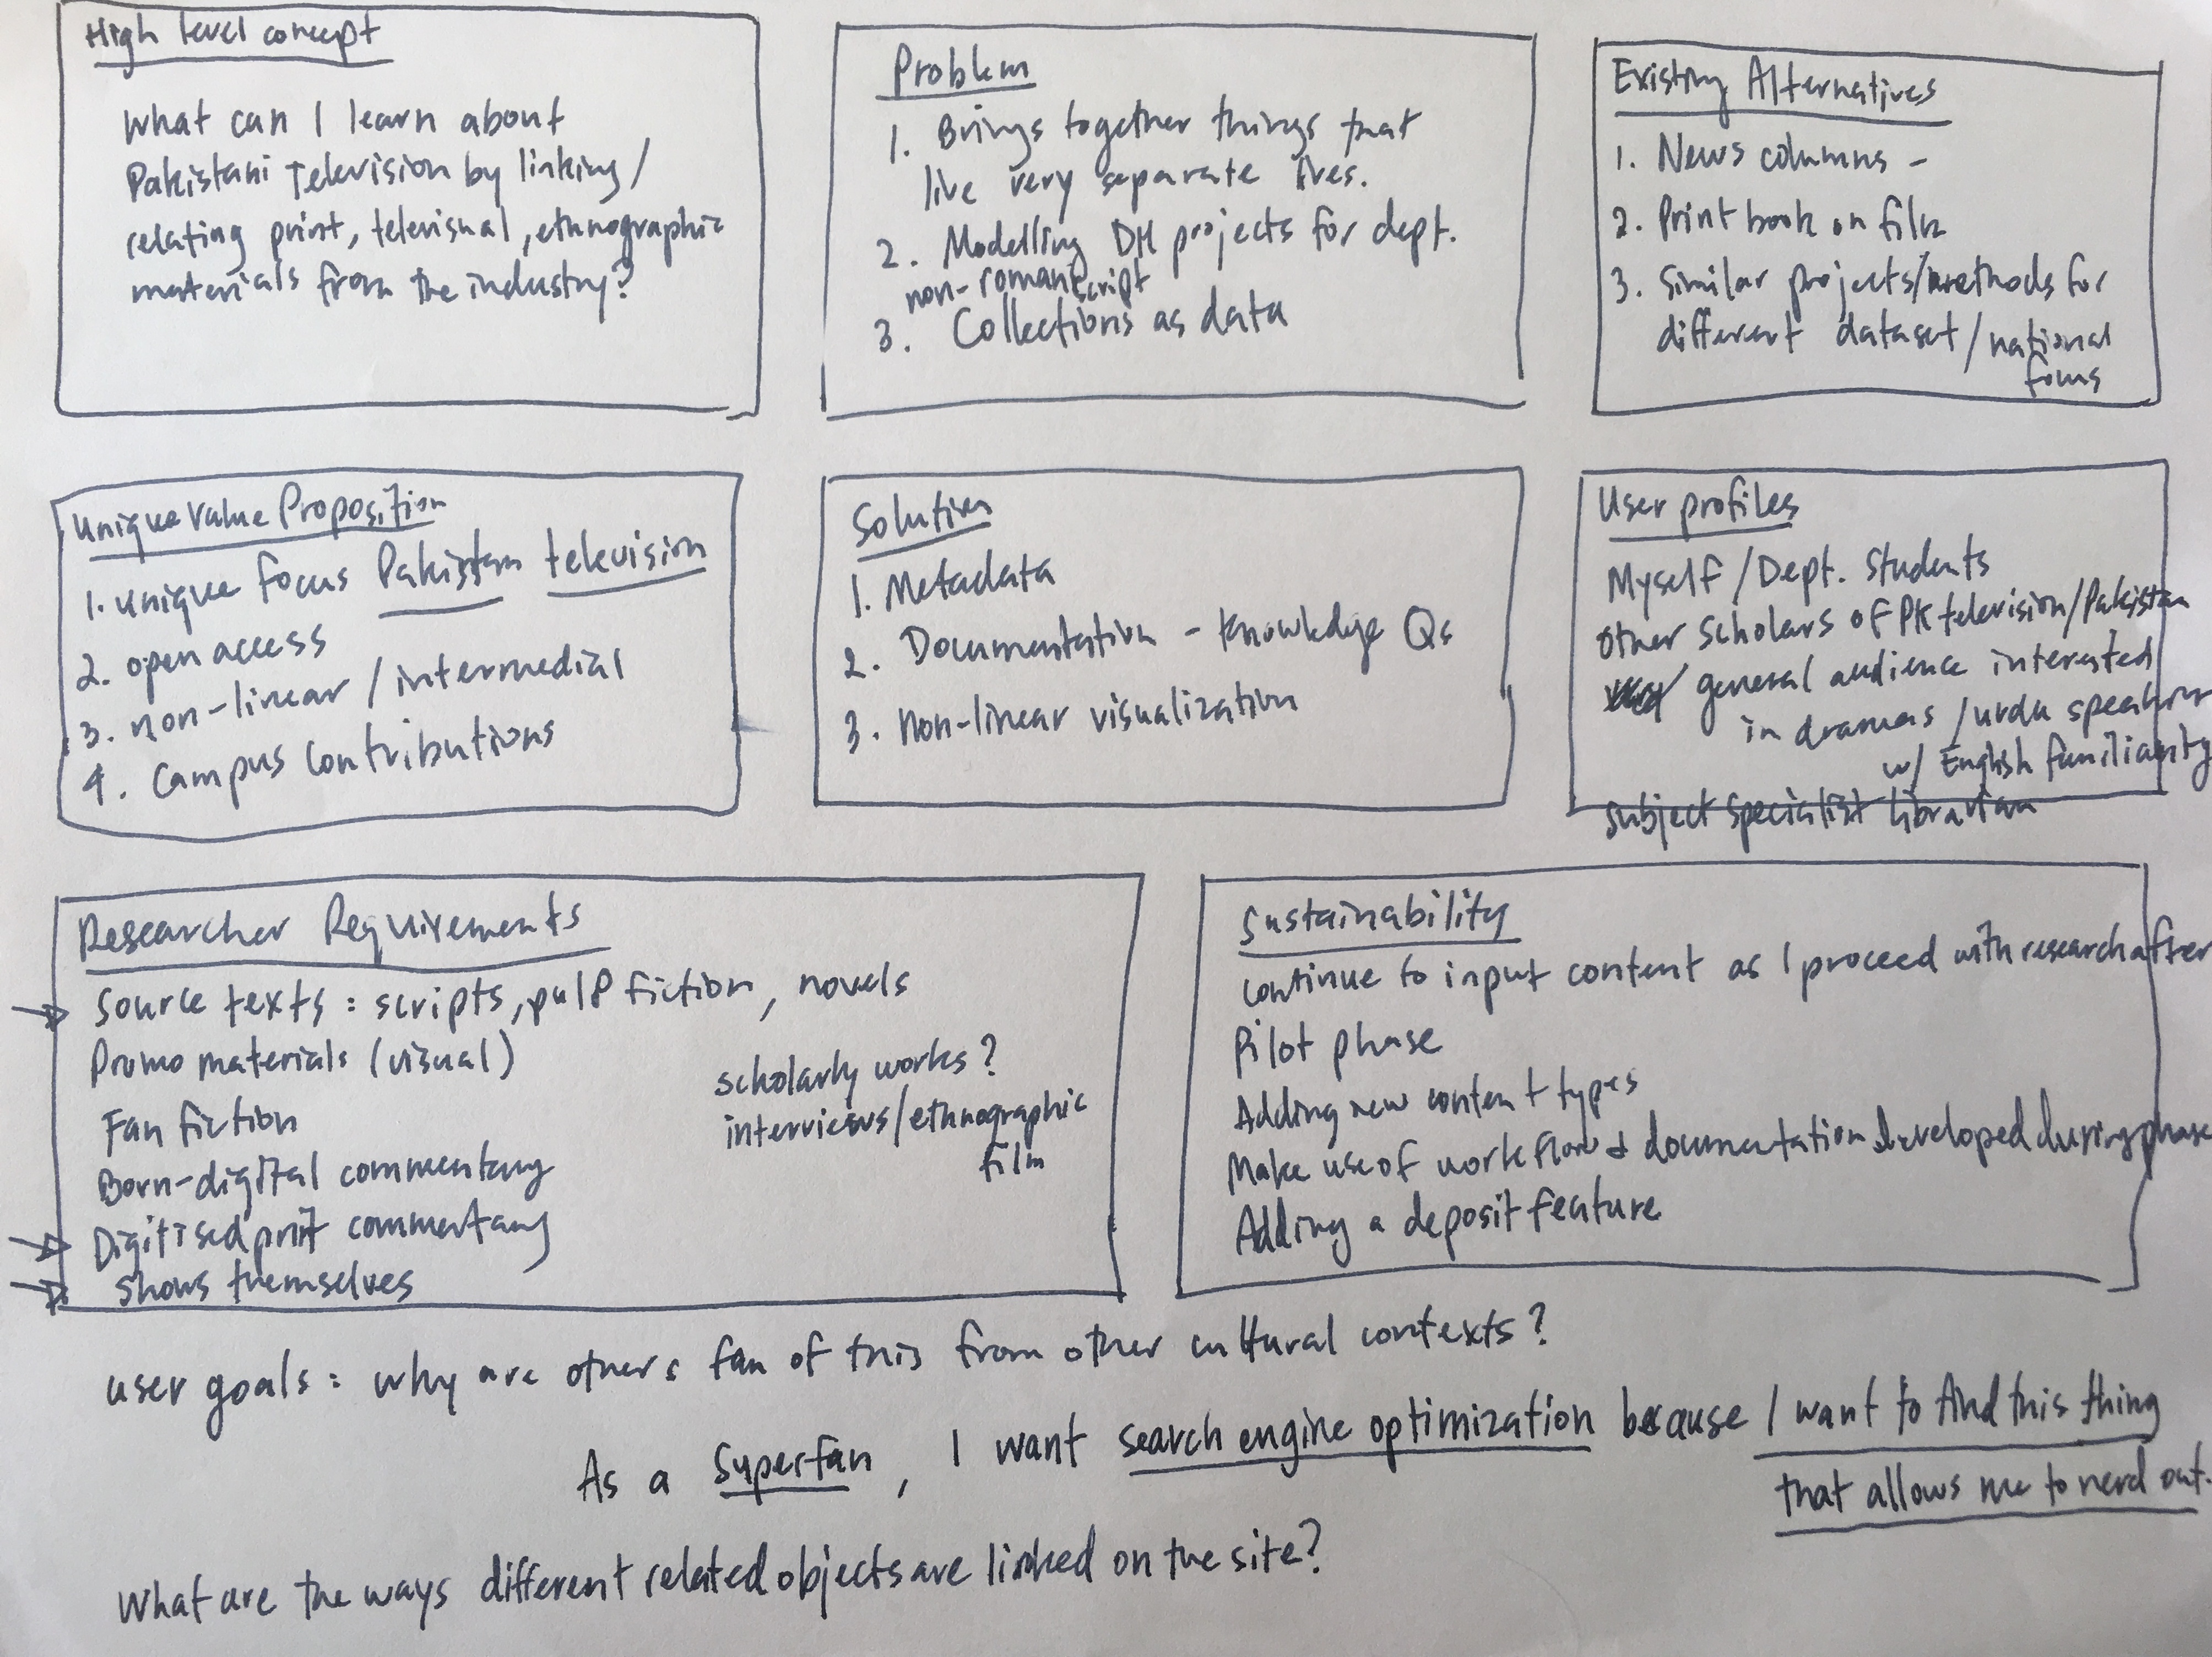 High level concept
What can I learn about
Pakistani Television by linking/
relating print, televisual, ethnographic
materials from the industry?
Problem
1. Brings together things that
live very separate lives.
2. Modelling DH projects for dept.
non-roman script
3. Collections as data
Existing Alternatives
1. News columns -
2. Print book on film
3. Similar projects/methods for
different dataset/national
focus
Unique Value Proposition
1. unique focus Pakistan television
2. open access
3. non-linear / intermedial
4. Campus Contributions
Solution
1. Metadata
2. Documentation - knowledge Qs
3. Non-linear visualization
User profiles
Myself / Dept. Students
other scholars of PK television/Pakistan
general audience interested
in dramas / urdu speakers
w/ English familiarity
subject specialist librarian
Researcher Requirements
Source texts: scripts, pulp fiction, novels
Promo materials (visual)
Fan fiction
Born-digital commentary
Digitised print commentary
Shows themselves
scholarly works?
interviews/ethnographic
film
Sustainability
continue to input content as I proceed with research after
Pilot phase
Adding new content types
Make use of workflow & documentation developed during phase
Adding a deposit feature
user goals: why are others fan of this from other cultural contexts?
As a Superfan, I want search engine optimization because I want to find this thing
that allows me to nerd out.
What are the ways different related objects are linked on the site?